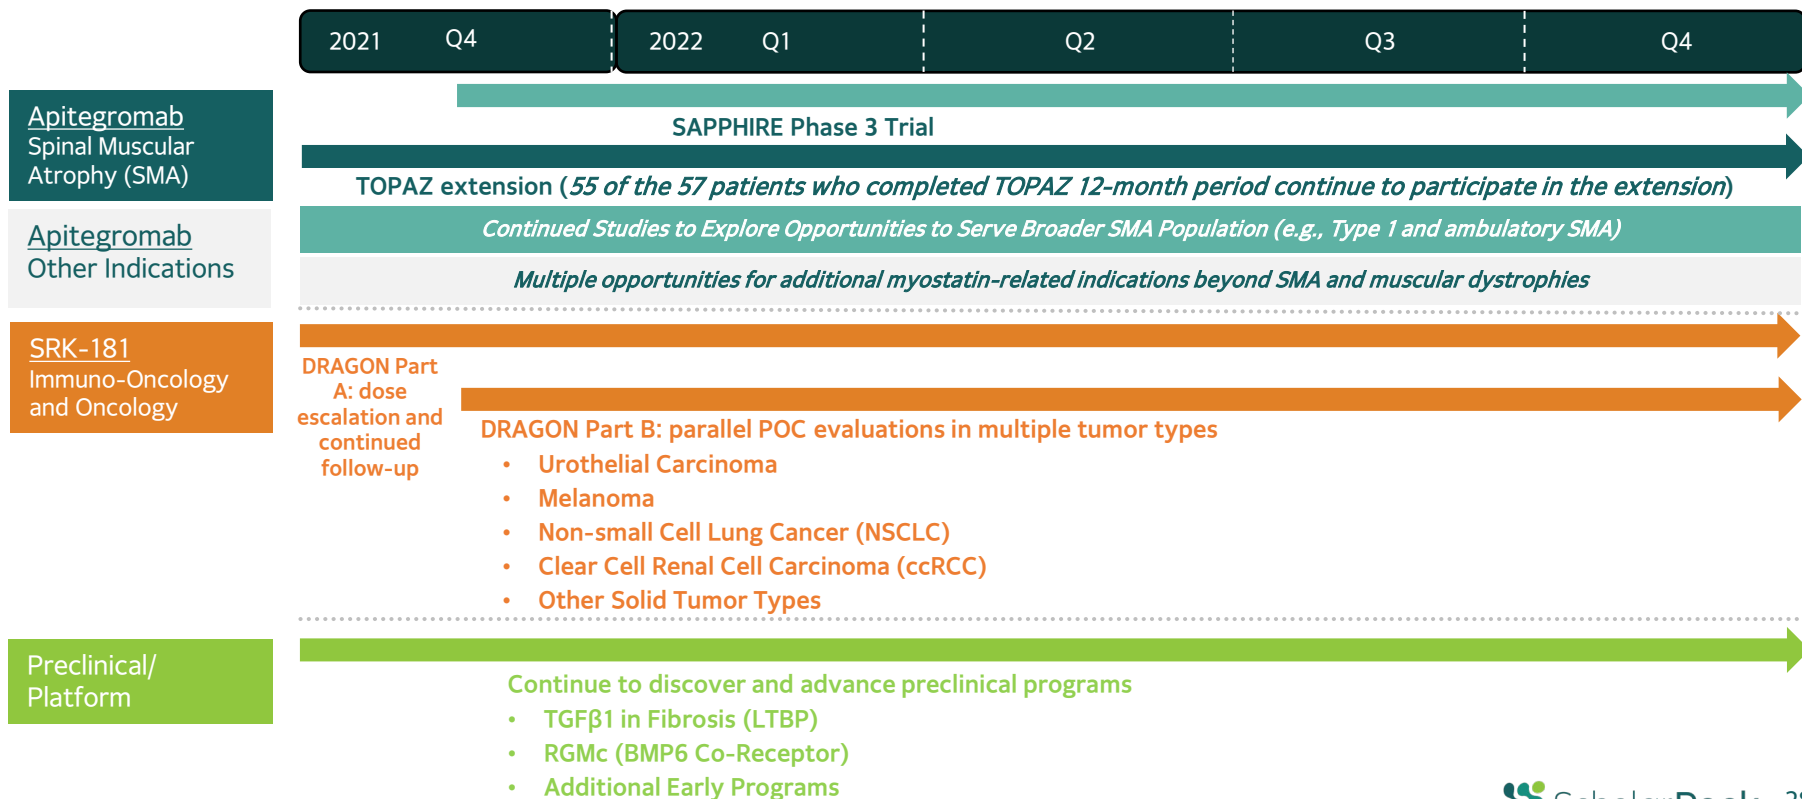 2021 Q4 2022 Q1 Q2 Q3 Q4
Apitegromab
Spinal Muscular
Atrophy (SMA)
SAPPHIRE Phase 3 Trial
TOPAZ extension (55 of the 57 patients who completed TOPAZ 12-month period continue to participate in the extension)
Apitegromab
Other Indications
Continued Studies to Explore Opportunities to Serve Broader SMA Population (e.g., Type 1 and ambulatory SMA)
Multiple opportunities for additional myostatin-related indications beyond SMA and muscular dystrophies
SRK-181
Immuno-Oncology
and Oncology
DRAGON Part
A: dose
escalation and
continued
follow-up
DRAGON Part B: parallel POC evaluations in multiple tumor types
• Urothelial Carcinoma
• Melanoma
• Non-small Cell Lung Cancer (NSCLC)
• Clear Cell Renal Cell Carcinoma (ccRCC)
• Other Solid Tumor Types
Preclinical/
Platform
Continue to discover and advance preclinical programs
• TGFβ1 in Fibrosis (LTBP)
• RGMc (BMP6 Co-Receptor)
• Additional Early Programs